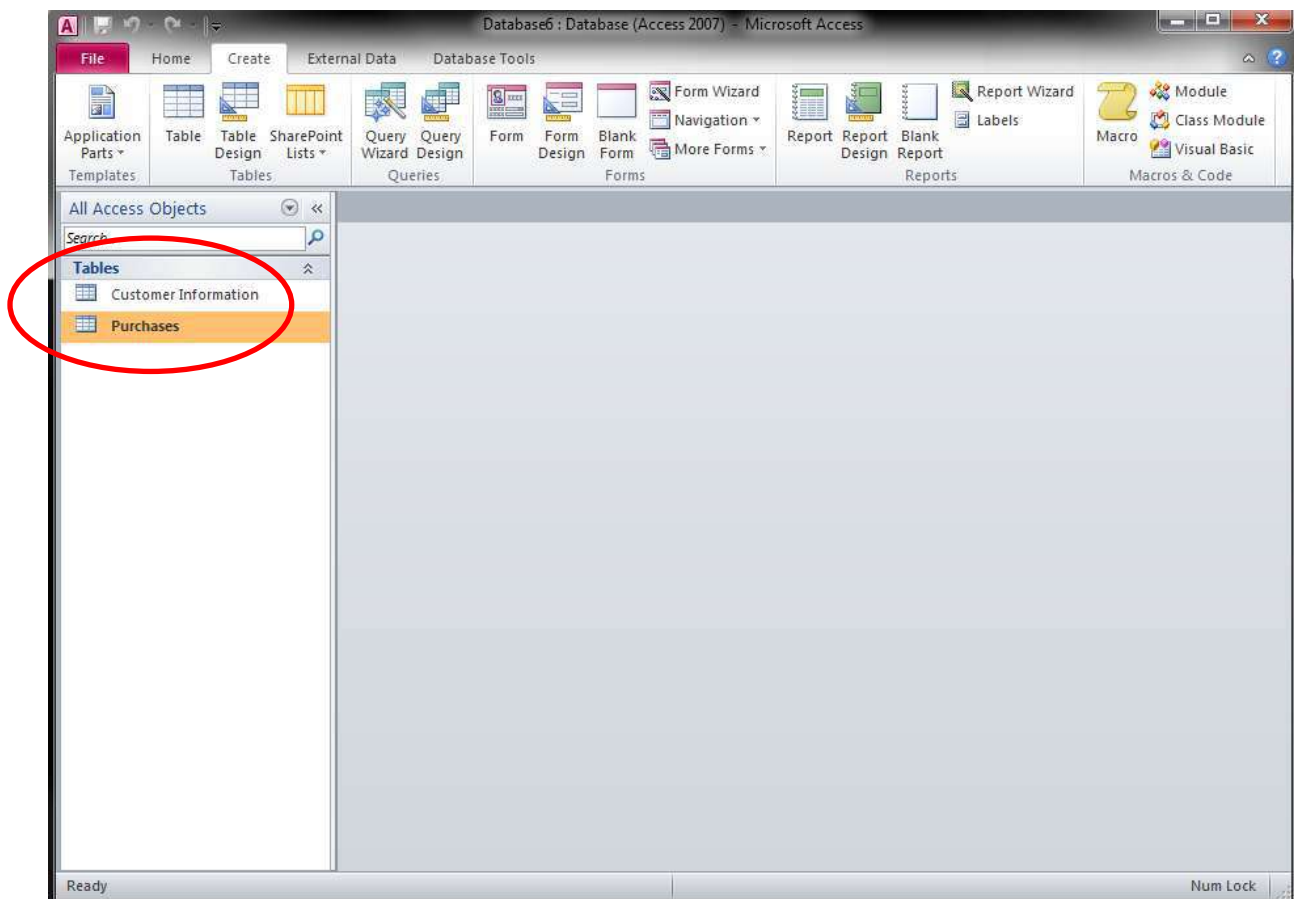 A
Database6 : Database (Access 2007) - Microsoft Access
File Home Create External Data Database Tools
Application Parts
Table
Table Design
SharePoint Lists
Query Wizard
Query Design
Form
Form Design
Blank Form
Form Wizard
Navigation
More Forms
Report
Report Design
Blank Report
Report Wizard
Labels
Macro
Module
Class Module
Visual Basic
Templates Tables Queries Forms Reports Macros & Code
All Access Objects
Search...
Tables
Customer Information
Purchases
Ready Num Lock